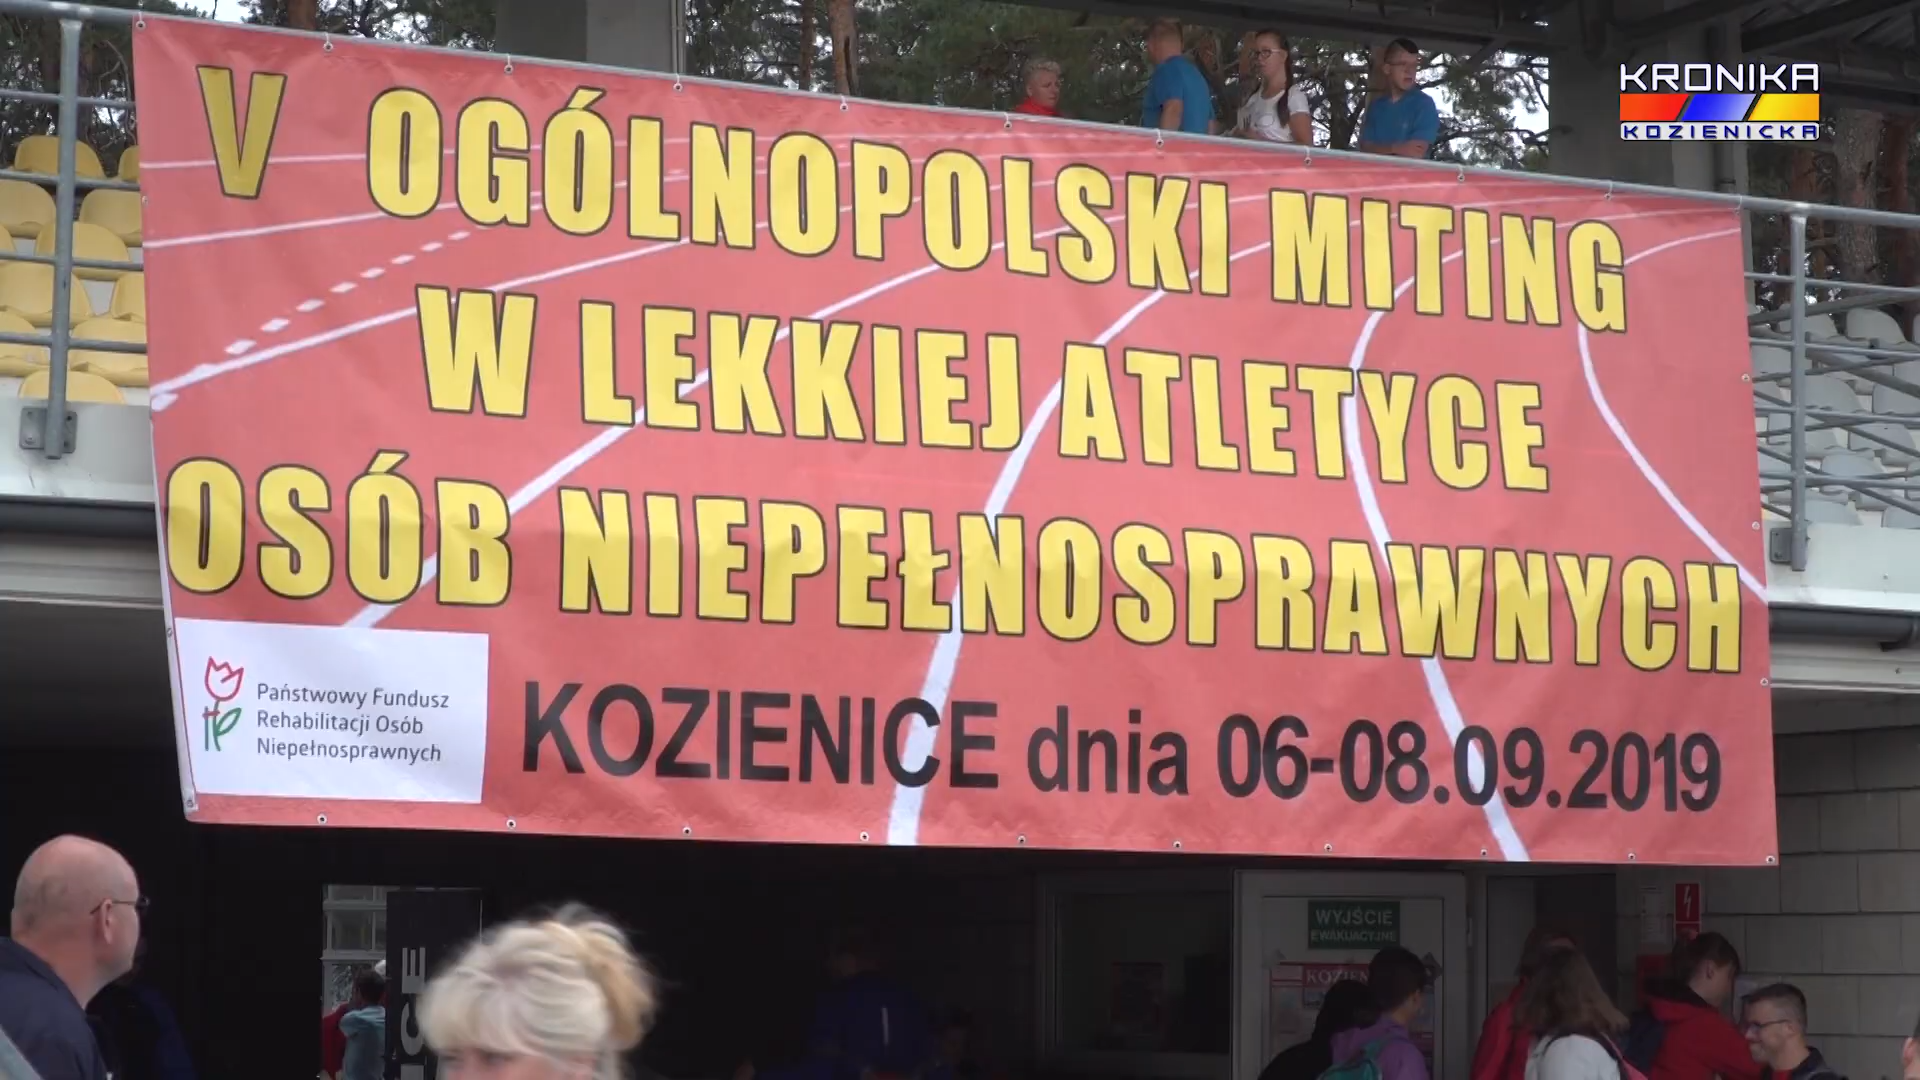 KRONIKA
KOZIENICKA
V OGÓLNOPOLSKI MITING
W LEKKIEJ ATLETYCE
OSÓB NIEPEŁNOSPRAWNYCH
Państwowy Fundusz
Rehabilitacji Osób
Niepełnosprawnych
KOZIENICE dnia 06-08.09.2019
WYJŚCIE
EWAKUACYJNE